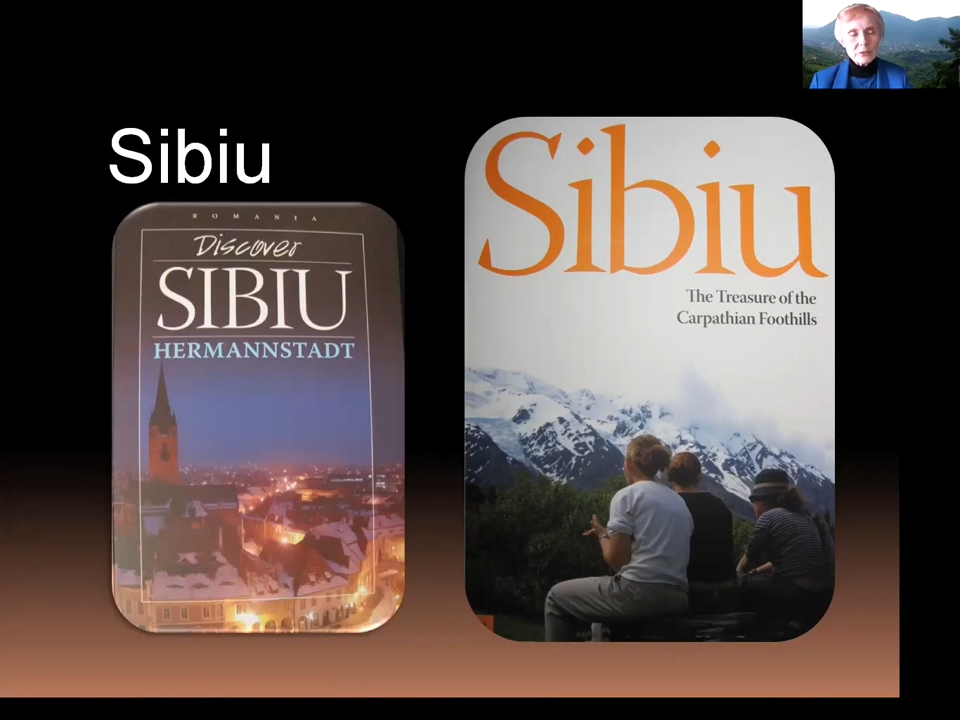 Sibiu
ROMANIA
Discover
SIBIU
HERMANNSTADT
Sibiu
The Treasure of the
Carpathian Foothills